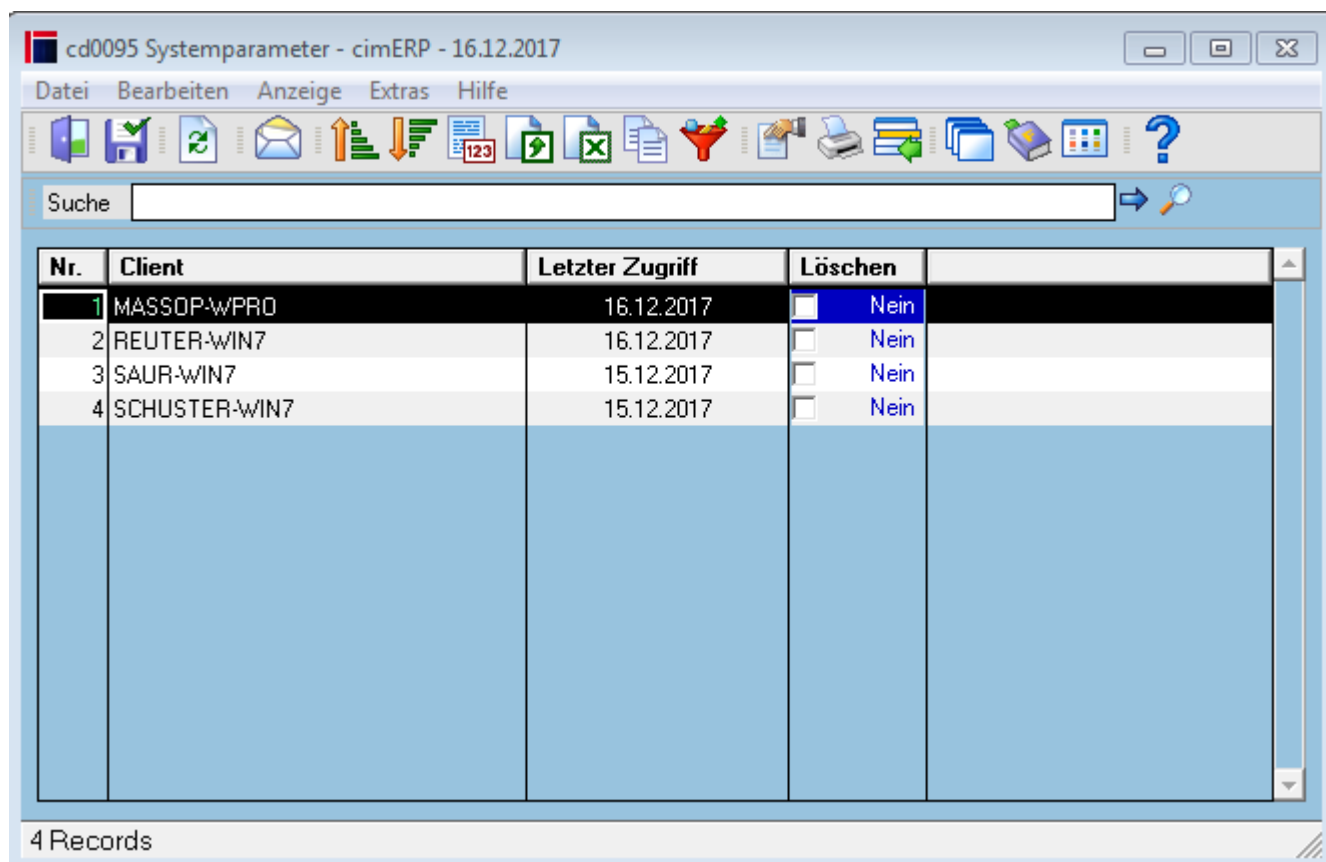 cd0095 Systemparameter - cimERP - 16.12.2017
Datei Bearbeiten Anzeige Extras Hilfe
123
Suche
Nr. Client Letzter Zugriff Löschen
1 MASSOP-WPRO 16.12.2017 Nein
2 REUTER-WIN7 16.12.2017 Nein
3 SAUR-WIN7 15.12.2017 Nein
4 SCHUSTER-WIN7 15.12.2017 Nein
4 Records